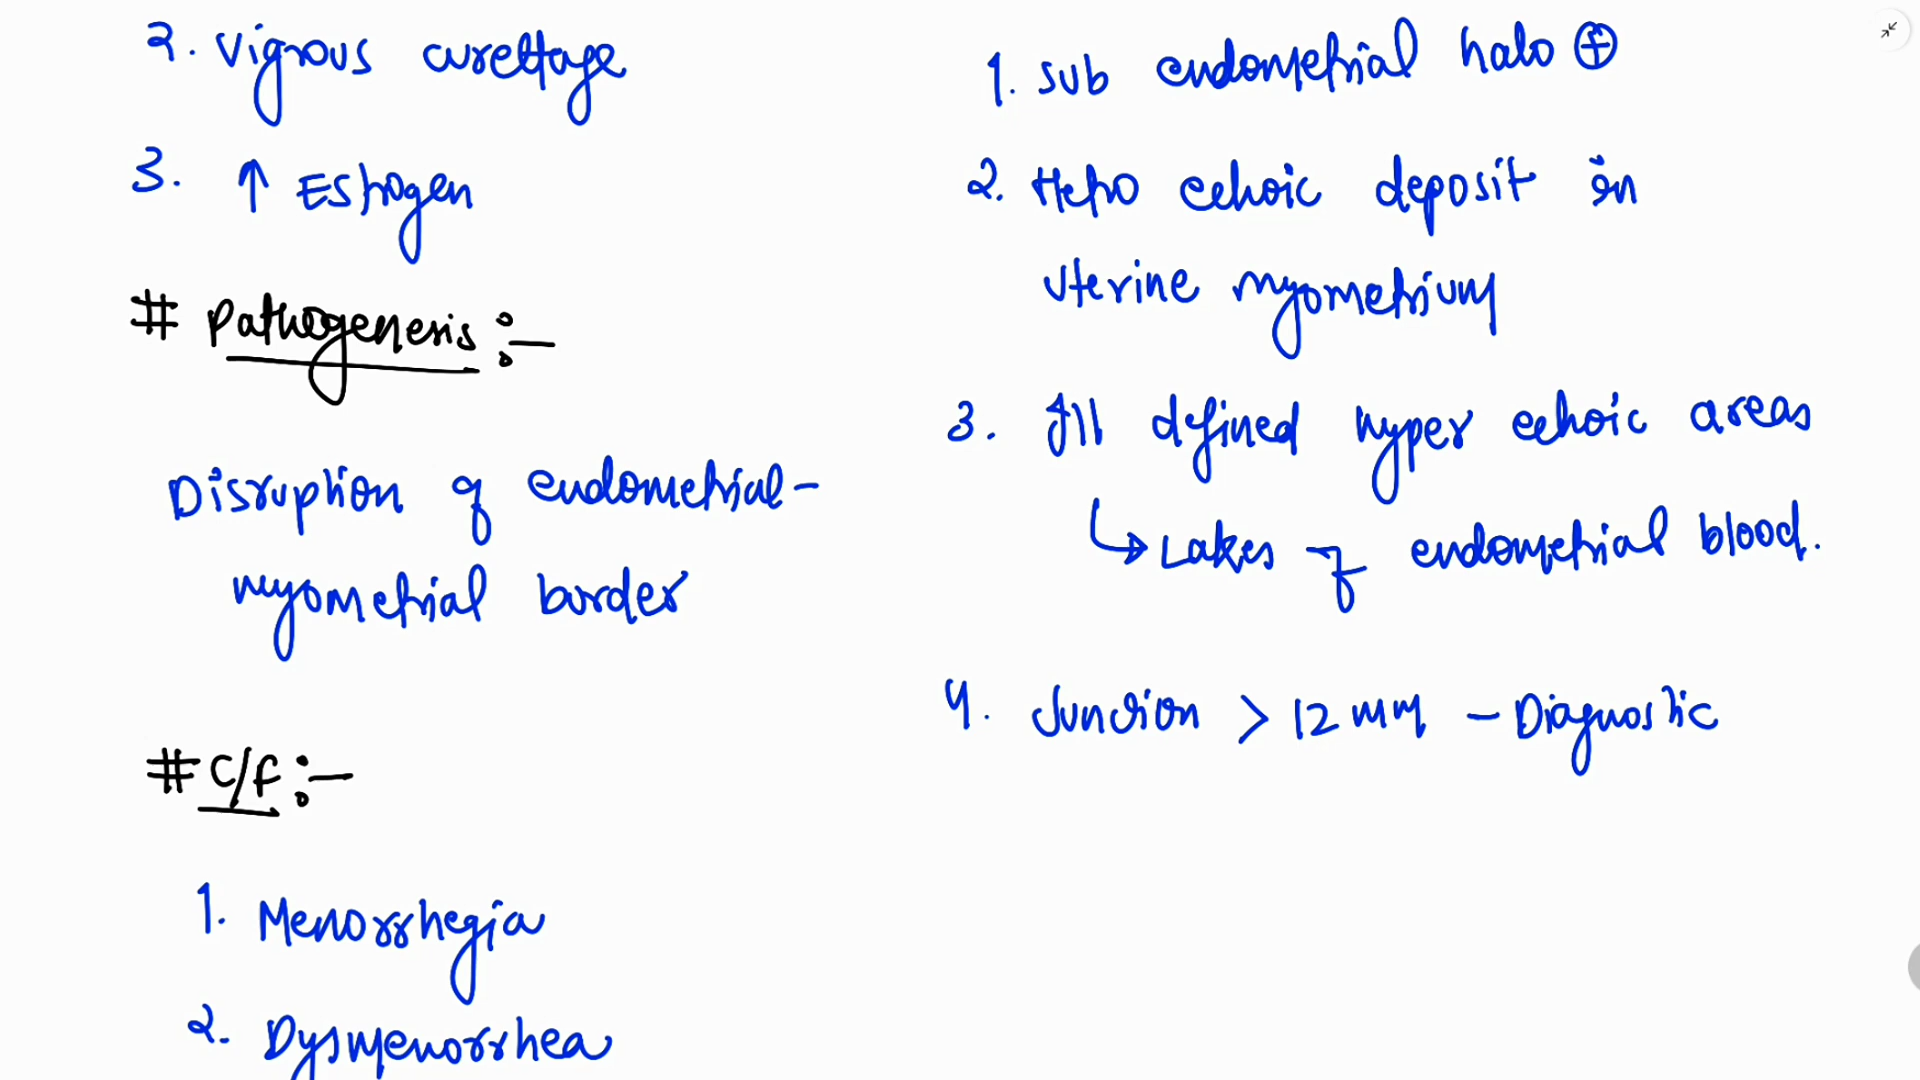 2. Vigrous curettage
3. ↑ Estrogen
# Pathogenesis :-
Disruption of endometrial-
myometrial border
# C/F :-
1. Menorrhegia
2. Dysmenorrhea
1. Sub endometrial halo ⊕
2. Hetro echoic deposit in
Uterine myometrium
3. Ill defined hyper echoic areas
↳ Lakes of endometrial blood.
4. Junction > 12 mm - Diagnostic